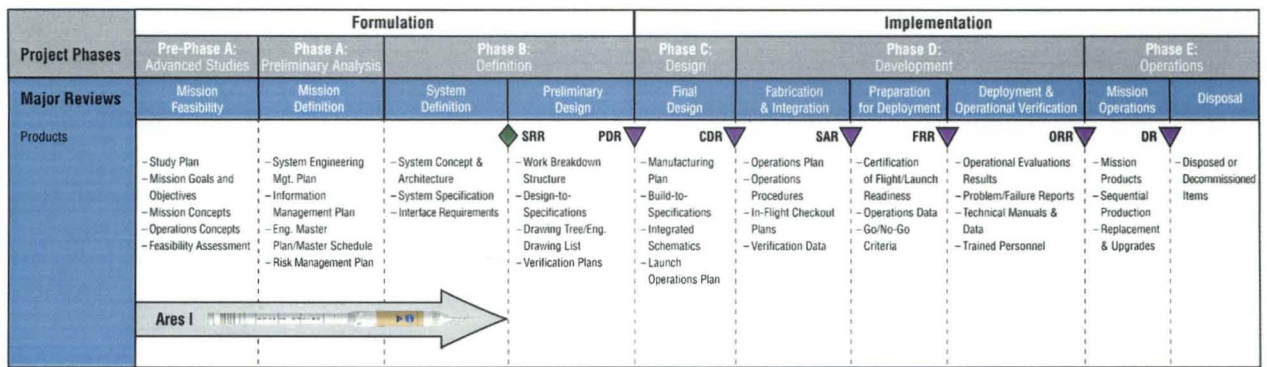 Formulation
Implementation
Project Phases
Pre-Phase A:
Advanced Studies
Phase A:
Preliminary Analysis
Phase B:
Definition
Phase C:
Design
Phase D:
Development
Phase E:
Operations
Major Reviews
Mission
Feasibility
Mission
Definition
System
Definition
Preliminary
Design
Final
Design
Fabrication
& Integration
Preparation
for Deployment
Deployment &
Operational Verification
Mission
Operations
Disposal
Products
SRR
PDR
CDR
SAR
FRR
ORR
DR
– Study Plan
– Mission Goals and
Objectives
– Mission Concepts
– Operations Concepts
– Feasibility Assessment
– System Engineering
Mgt. Plan
– Information
Management Plan
– Eng. Master
Plan/Master Schedule
– Risk Management Plan
– System Concept &
Architecture
– System Specification
– Interface Requirements
– Work Breakdown
Structure
– Design-to-
Specifications
– Drawing Tree/Eng.
Drawing List
– Verification Plans
– Manufacturing
Plan
– Build-to-
Specifications
– Integrated
Schematics
– Launch
Operations Plan
– Operations Plan
– Operations
Procedures
– In-Flight Checkout
Plans
– Verification Data
– Certification
of Flight/Launch
Readiness
– Operations Data
– Go/No-Go
Criteria
– Operational Evaluations
Results
– Problem/Failure Reports
– Technical Manuals &
Data
– Trained Personnel
– Mission
Products
– Sequential
Production
– Replacement
& Upgrades
– Disposed or
Decommissioned
Items
Ares I